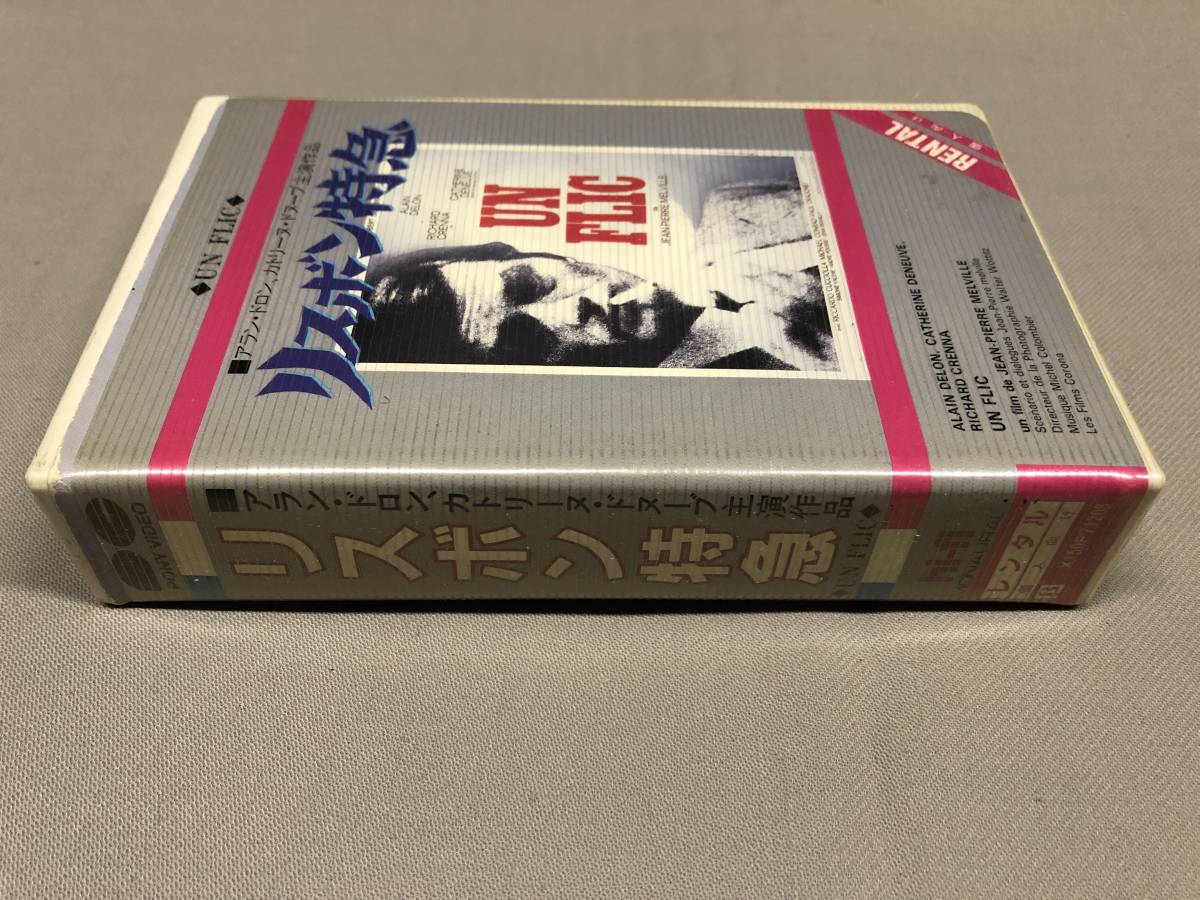 ◆UN FLIC◆
■アラン・ドロン、カトリーヌ・ドヌーブ主演作品
リスボン特急
ALAIN DELON
RICHARD CRENNA
CATHERINE DENEUVE
UN
FLIC
JEAN-PIERRE MELVILLE
RENTAL
ALAIN DELON. CATHERINE DENEUVE.
RICHARD CRENNA
UN FLIC
un film de JEAN-PIERRE MELVILLE
Scénario et dialogues Jean-Pierre melville
Directeur de la Photographie Walter Wottitz
Musique Michel Colombier
Les Films Corona
SONY VIDEO
■アラン・ドロン、カトリーヌ・ドヌーブ主演作品
リスボン特急
◆UN FLIC◆
hi-fi
レンタル